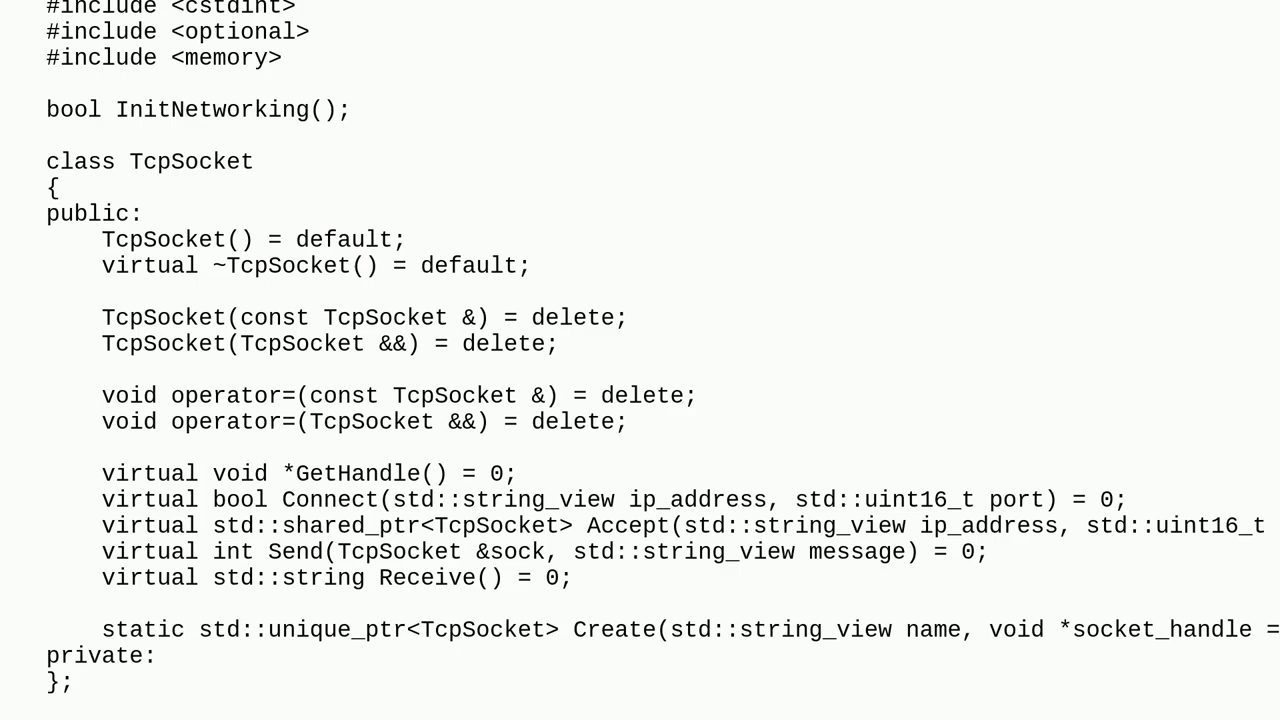 #include <cstdint>
#include <optional>
#include <memory>
bool InitNetworking();
class TcpSocket
{
public:
TcpSocket() = default;
virtual ~TcpSocket() = default;
TcpSocket(const TcpSocket &) = delete;
TcpSocket(TcpSocket &&) = delete;
void operator=(const TcpSocket &) = delete;
void operator=(TcpSocket &&) = delete;
virtual void *GetHandle() = 0;
virtual bool Connect(std::string_view ip_address, std::uint16_t port) = 0;
virtual std::shared_ptr<TcpSocket> Accept(std::string_view ip_address, std::uint16_t
virtual int Send(TcpSocket &sock, std::string_view message) = 0;
virtual std::string Receive() = 0;
static std::unique_ptr<TcpSocket> Create(std::string_view name, void *socket_handle =
private:
};